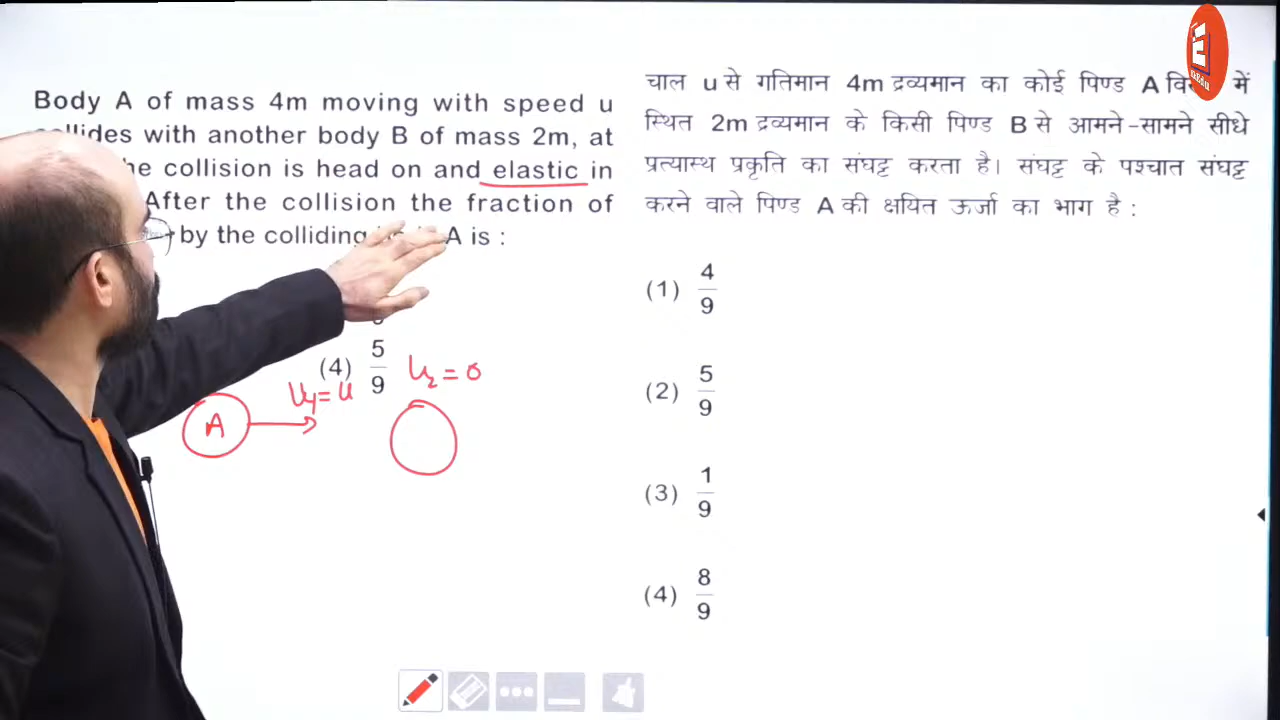 Body A of mass 4m moving with speed u
collides with another body B of mass 2m, at
he collision is head on and elastic in
After the collision the fraction of
by the colliding A is :
(4) 5/9
u₁ = u
u₂ = 0
A
चाल u से गतिमान 4m द्रव्यमान का कोई पिण्ड A में
स्थित 2m द्रव्यमान के किसी पिण्ड B से आमने-सामने सीधे
प्रत्यास्थ प्रकृति का संघट्ट करता है। संघट्ट के पश्चात संघट्ट
करने वाले पिण्ड A की क्षयित ऊर्जा का भाग है :
(1) 4/9
(2) 5/9
(3) 1/9
(4) 8/9